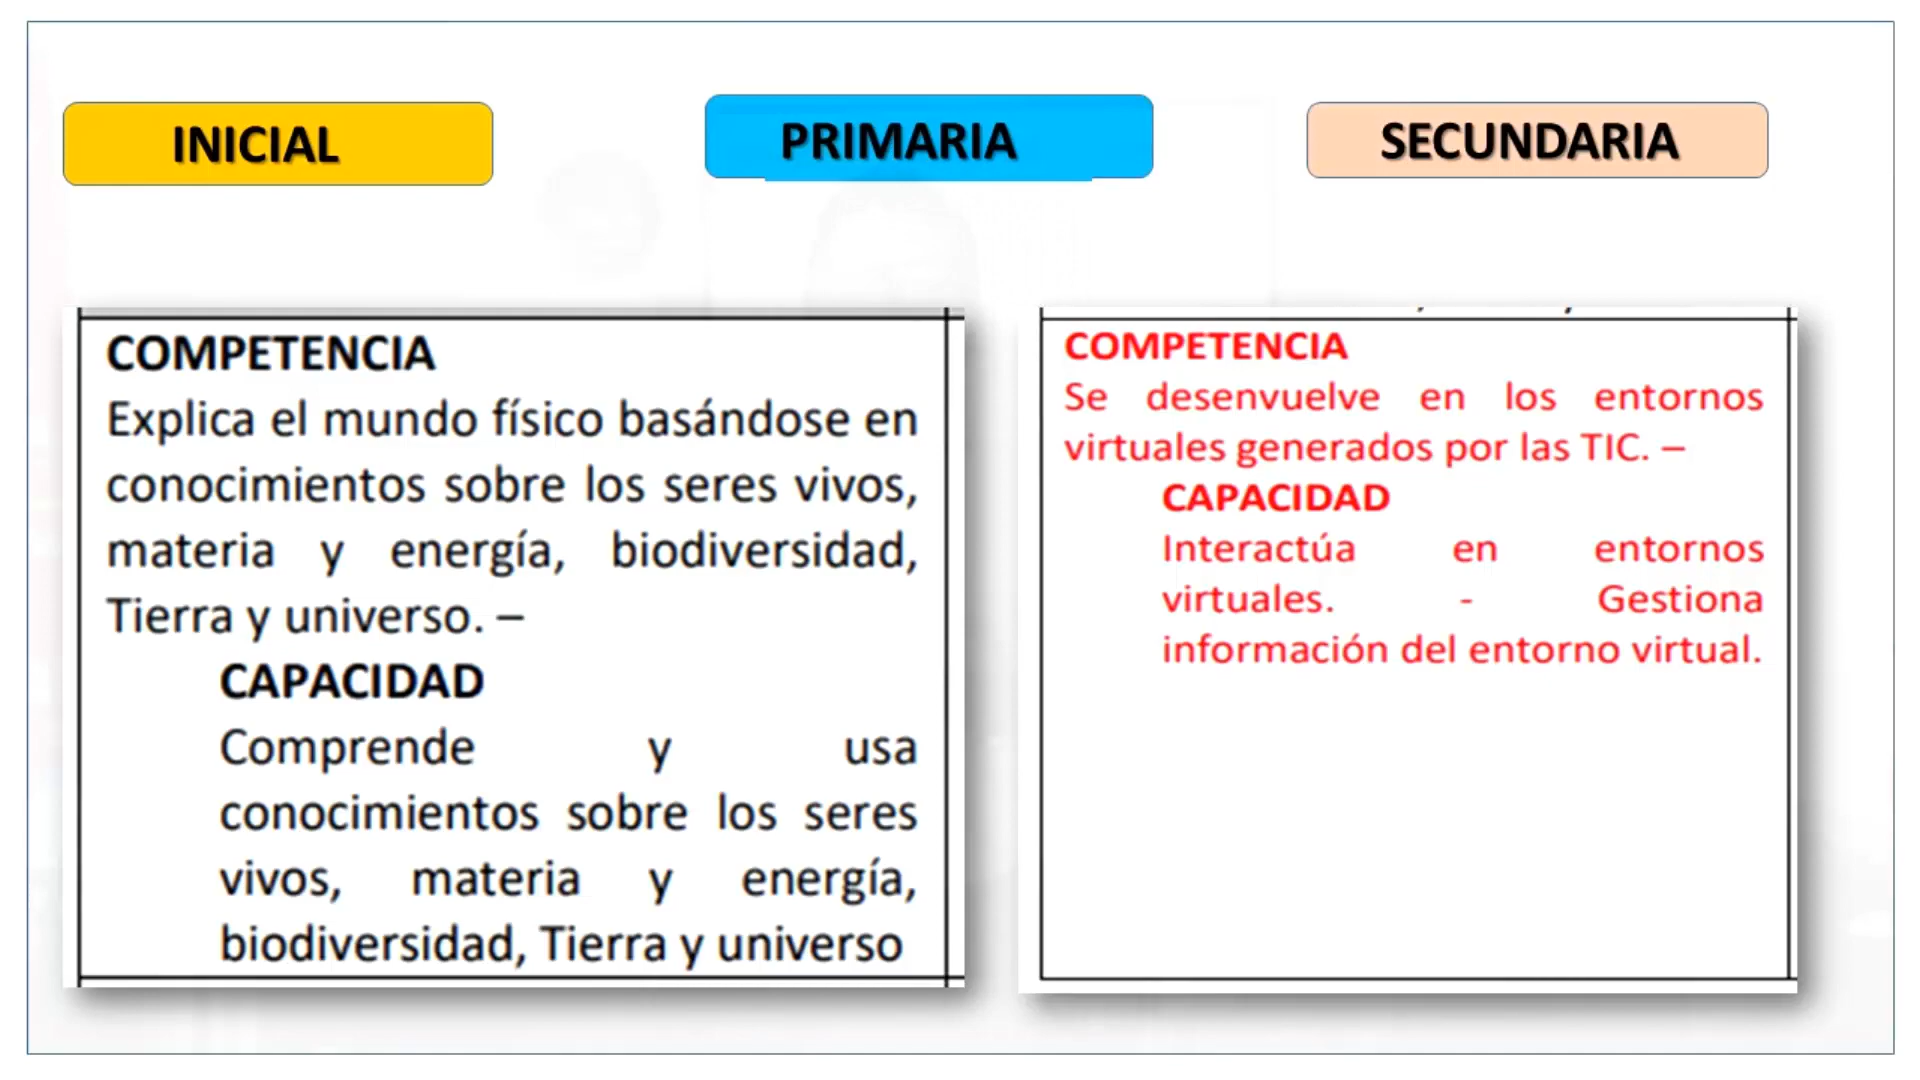 INICIAL
PRIMARIA
SECUNDARIA
COMPETENCIA
Explica el mundo físico basándose en
conocimientos sobre los seres vivos,
materia y energía, biodiversidad,
Tierra y universo. –
CAPACIDAD
Comprende y usa
conocimientos sobre los seres
vivos, materia y energía,
biodiversidad, Tierra y universo
COMPETENCIA
Se desenvuelve en los entornos
virtuales generados por las TIC. –
CAPACIDAD
Interactúa en entornos
virtuales. - Gestiona
información del entorno virtual.